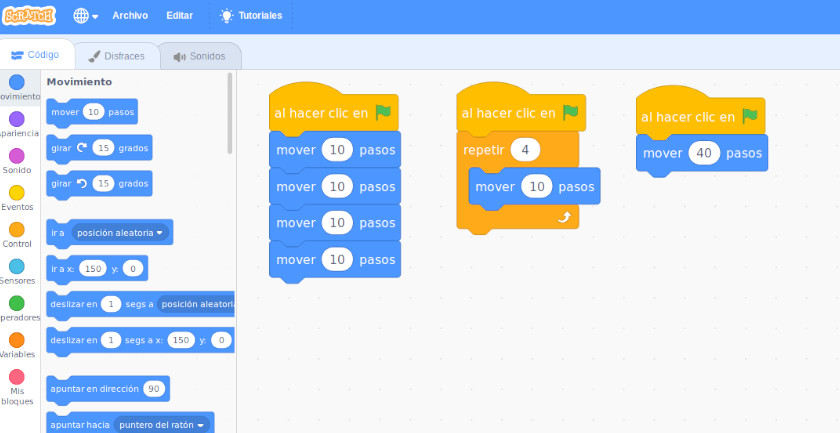 SCRATCH
Archivo
Editar
Tutoriales
Código
Disfraces
Sonidos
ovimiento
pariencia
Sonido
Eventos
Control
Sensores
peradores
Variables
Mis
bloques
Movimiento
mover 10 pasos
girar 15 grados
girar 15 grados
ir a posición aleatoria
ir a x: 150 y: 0
deslizar en 1 segs a posición aleatori
deslizar en 1 segs a x: 150 y: 0
apuntar en dirección 90
apuntar hacia puntero del ratón
al hacer clic en
mover 10 pasos
mover 10 pasos
mover 10 pasos
mover 10 pasos
al hacer clic en
repetir 4
mover 10 pasos
al hacer clic en
mover 40 pasos